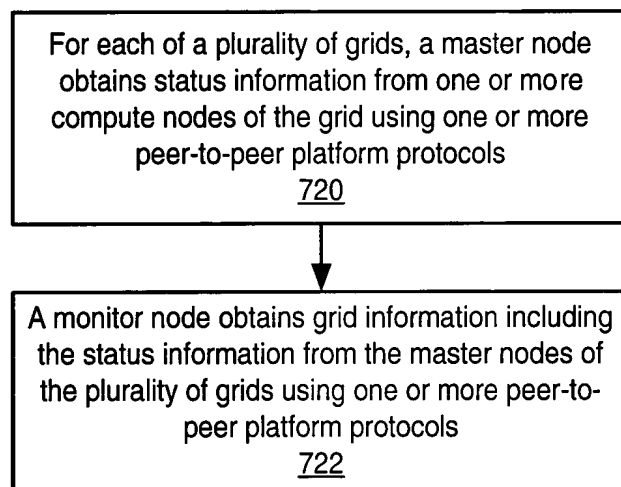 For each of a plurality of grids, a master node
obtains status information from one or more
compute nodes of the grid using one or more
peer-to-peer platform protocols
720
A monitor node obtains grid information including
the status information from the master nodes of
the plurality of grids using one or more peer-to-
peer platform protocols
722